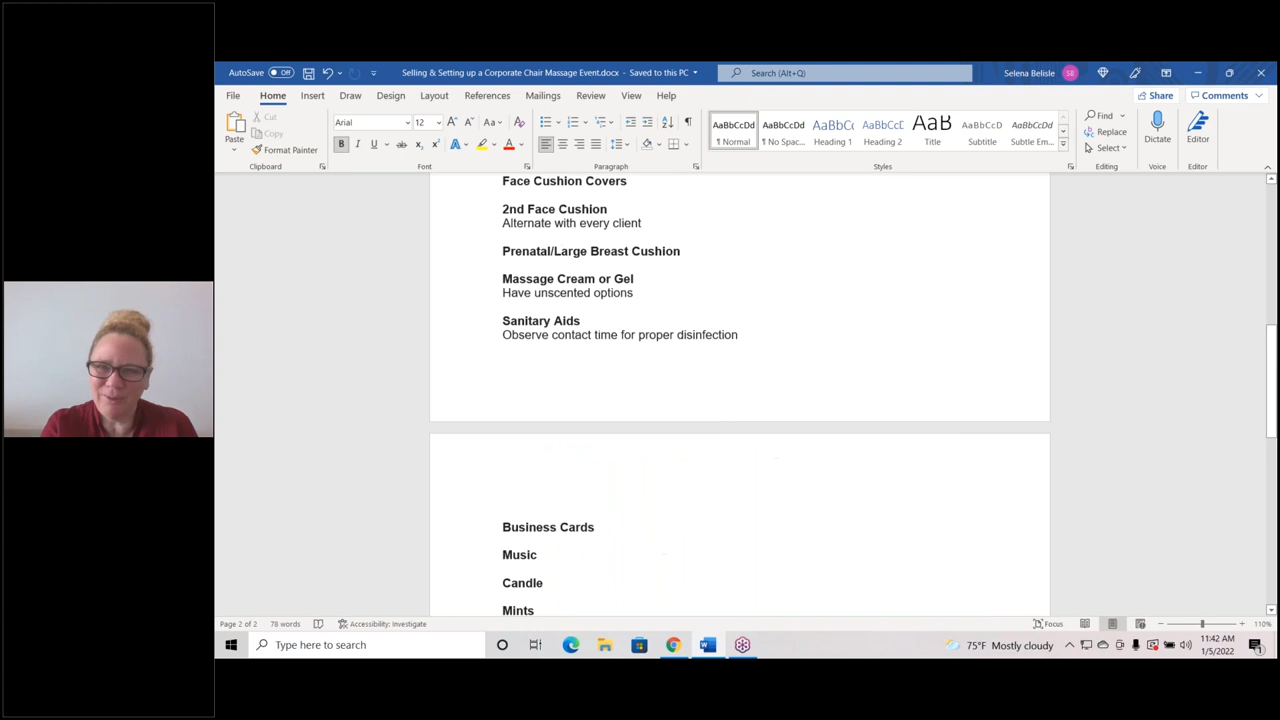 AutoSave Off
Selling & Setting up a Corporate Chair Massage Event.docx - Saved to this PC
Search (Alt+Q)
Selena Belisle
SB
File Home Insert Draw Design Layout References Mailings Review View Help
Share
Comments
Paste
Cut
Copy
Format Painter
Clipboard
Arial
12
Font
Paragraph
AaBbCcDd
¶ Normal
AaBbCcDd
¶ No Spac...
AaBbCc
Heading 1
AaBbCcC
Heading 2
AaB
Title
AaBbCcD
Subtitle
AaBbCcDd
Subtle Em...
Styles
Find
Replace
Select
Editing
Dictate
Voice
Editor
Editor
Face Cushion Covers
2nd Face Cushion
Alternate with every client
Prenatal/Large Breast Cushion
Massage Cream or Gel
Have unscented options
Sanitary Aids
Observe contact time for proper disinfection
Business Cards
Music
Candle
Mints
Page 2 of 2
78 words
Accessibility: Investigate
Focus
110%
Type here to search
75°F Mostly cloudy
11:42 AM
1/5/2022